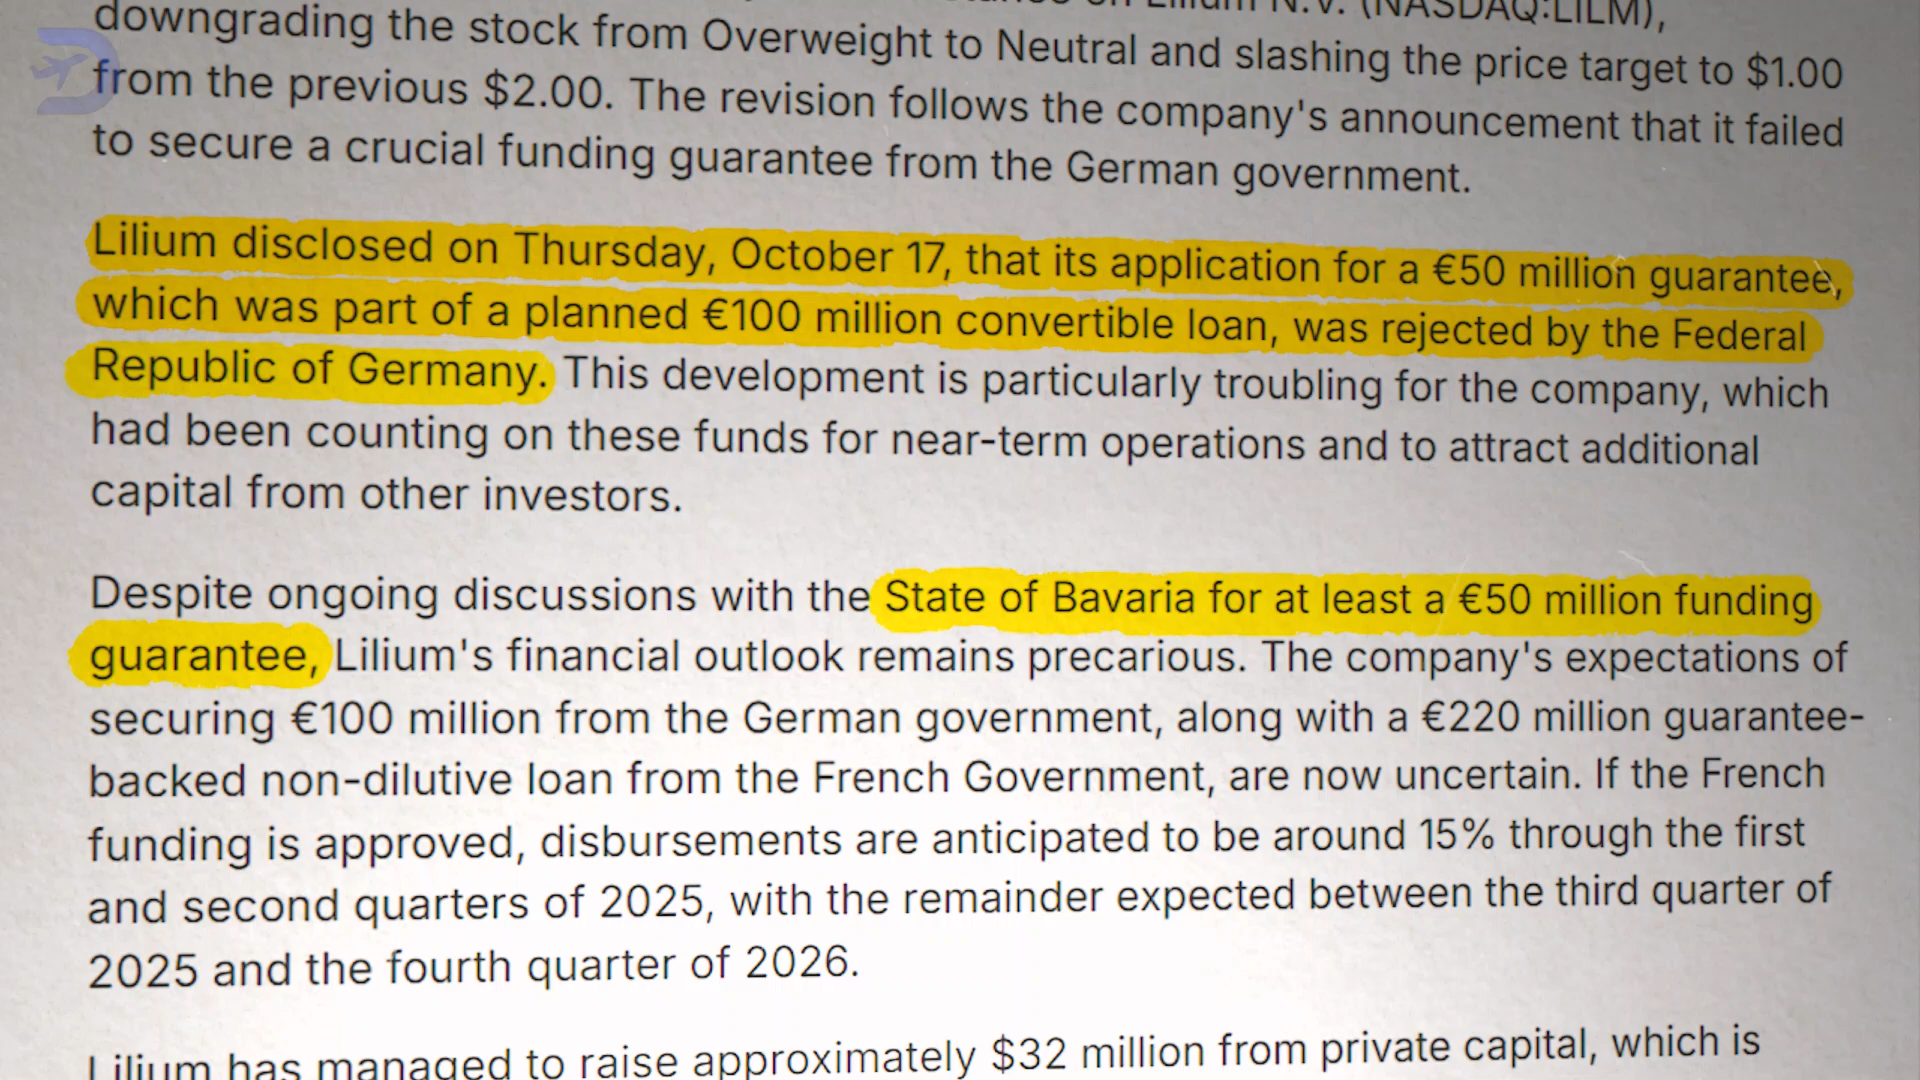 on Lilium N.V. (NASDAQ:LILM),
downgrading the stock from Overweight to Neutral and slashing the price target to $1.00
from the previous $2.00. The revision follows the company's announcement that it failed
to secure a crucial funding guarantee from the German government.
Lilium disclosed on Thursday, October 17, that its application for a €50 million guarantee,
which was part of a planned €100 million convertible loan, was rejected by the Federal
Republic of Germany. This development is particularly troubling for the company, which
had been counting on these funds for near-term operations and to attract additional
capital from other investors.
Despite ongoing discussions with the State of Bavaria for at least a €50 million funding
guarantee, Lilium's financial outlook remains precarious. The company's expectations of
securing €100 million from the German government, along with a €220 million guarantee-
backed non-dilutive loan from the French Government, are now uncertain. If the French
funding is approved, disbursements are anticipated to be around 15% through the first
and second quarters of 2025, with the remainder expected between the third quarter of
2025 and the fourth quarter of 2026.
Lilium has managed to raise approximately $32 million from private capital, which is